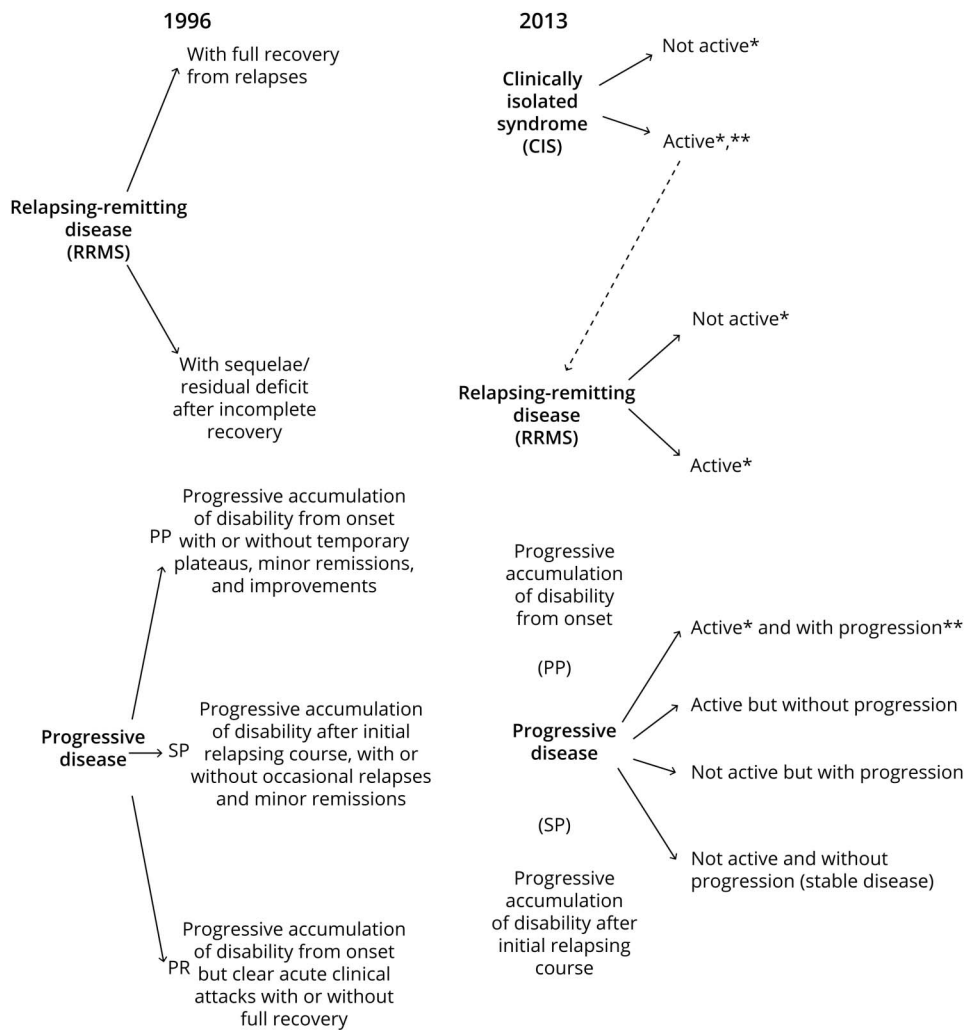 1996
With full recovery
from relapses
Relapsing-remitting
disease
(RRMS)
With sequelae/
residual deficit
after incomplete
recovery
PP
Progressive accumulation
of disability from onset
with or without temporary
plateaus, minor remissions,
and improvements
Progressive
disease
SP
Progressive accumulation
of disability after initial
relapsing course, with or
without occasional relapses
and minor remissions
PR
Progressive accumulation
of disability from onset
but clear acute clinical
attacks with or without
full recovery
2013
Clinically
isolated
syndrome
(CIS)
Not active*
Active*,**
Relapsing-remitting
disease
(RRMS)
Not active*
Active*
Progressive
accumulation
of disability
from onset
(PP)
Progressive
disease
(SP)
Progressive
accumulation
of disability after
initial relapsing
course
Active* and with progression**
Active but without progression
Not active but with progression
Not active and without
progression (stable disease)